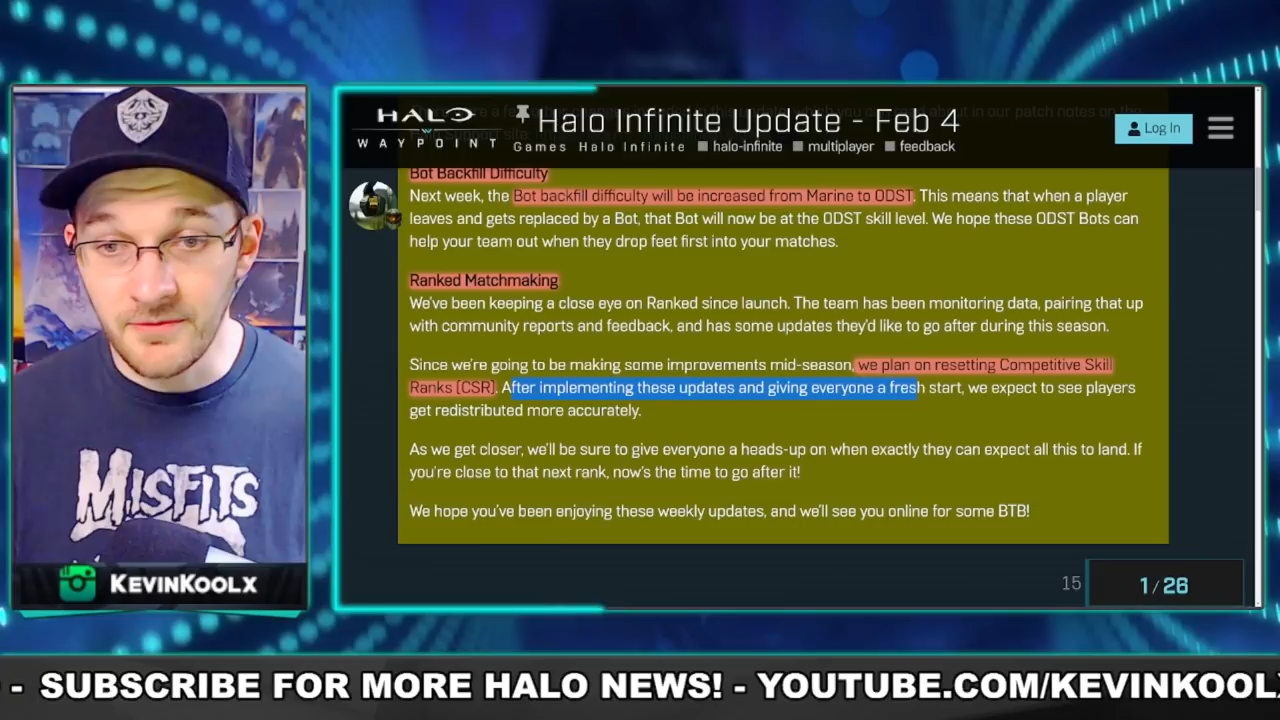 HALO
WAYPOINT
Halo Infinite Update - Feb 4
Games Halo Infinite halo-infinite multiplayer feedback
Log In
Bot Backfill Difficulty
Next week, the Bot backfill difficulty will be increased from Marine to ODST. This means that when a player
leaves and gets replaced by a Bot, that Bot will now be at the ODST skill level. We hope these ODST Bots can
help your team out when they drop feet first into your matches.
Ranked Matchmaking
We've been keeping a close eye on Ranked since launch. The team has been monitoring data, pairing that up
with community reports and feedback, and has some updates they'd like to go after during this season.
Since we're going to be making some improvements mid-season, we plan on resetting Competitive Skill
Ranks (CSR). After implementing these updates and giving everyone a fresh start, we expect to see players
get redistributed more accurately.
As we get closer, we'll be sure to give everyone a heads-up on when exactly they can expect all this to land. If
you're close to that next rank, now's the time to go after it!
We hope you've been enjoying these weekly updates, and we'll see you online for some BTB!
15
1/26
MISFITS
KEVINKOOLX
- SUBSCRIBE FOR MORE HALO NEWS! - YOUTUBE.COM/KEVINKOOLX